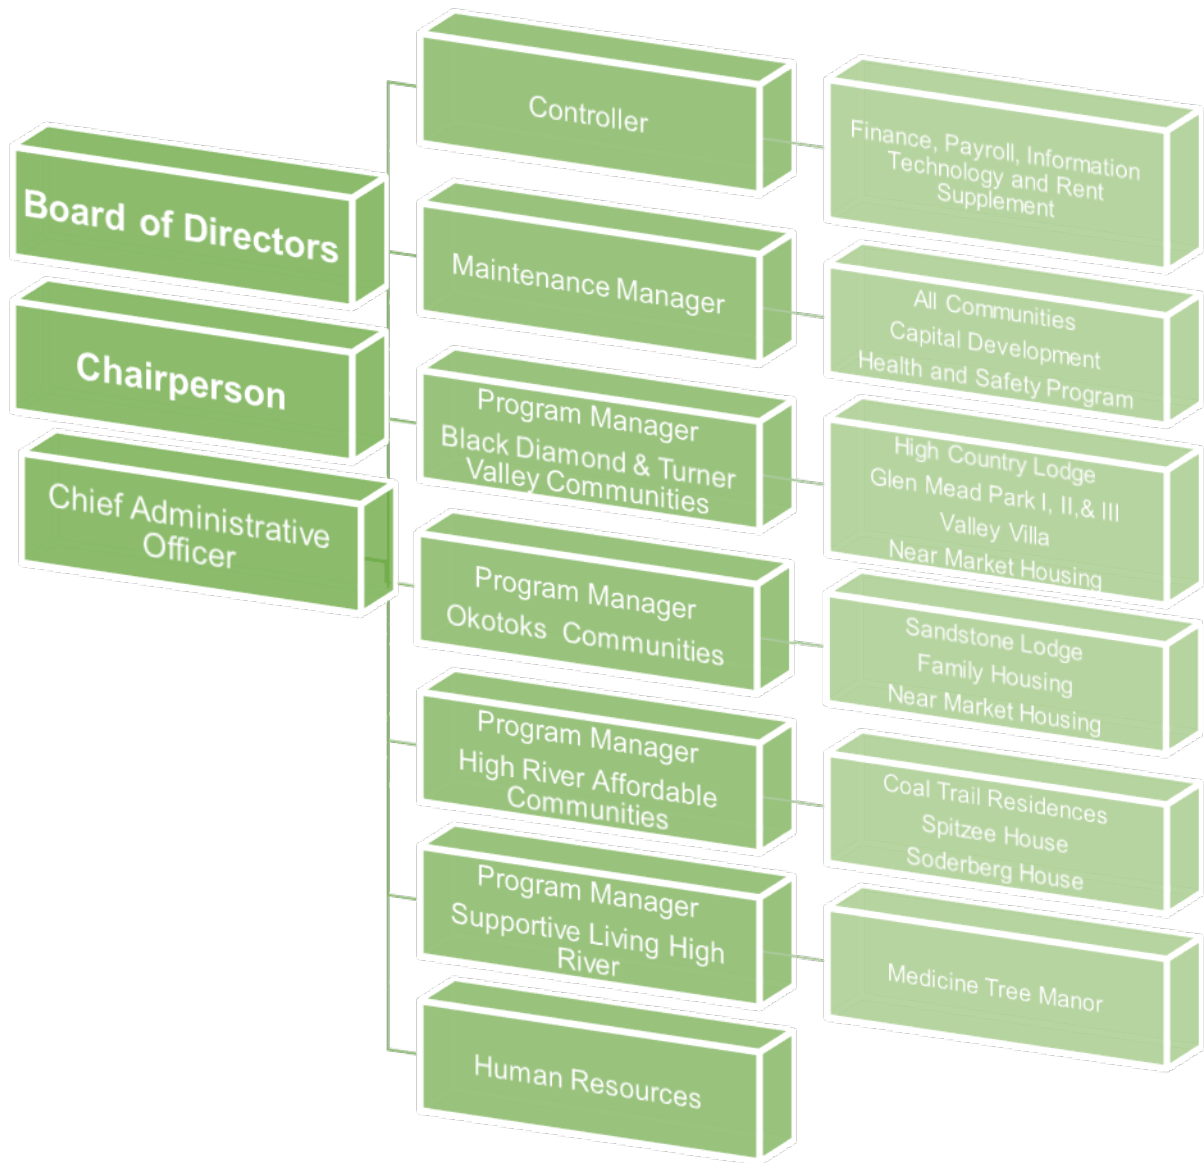 Board of Directors
Chairperson
Chief Administrative
Officer
Controller
Finance, Payroll, Information
Technology and Rent
Supplement
Maintenance Manager
All Communities
Capital Development
Health and Safety Program
Program Manager
Black Diamond & Turner
Valley Communities
High Country Lodge
Glen Mead Park I, II,& III
Valley Villa
Near Market Housing
Program Manager
Okotoks  Communities
Sandstone Lodge
Family Housing
Near Market Housing
Program Manager
High River Affordable
Communities
Coal Trail Residences
Spitzee House
Soderberg House
Program Manager
Supportive Living High
River
Medicine Tree Manor
Human Resources